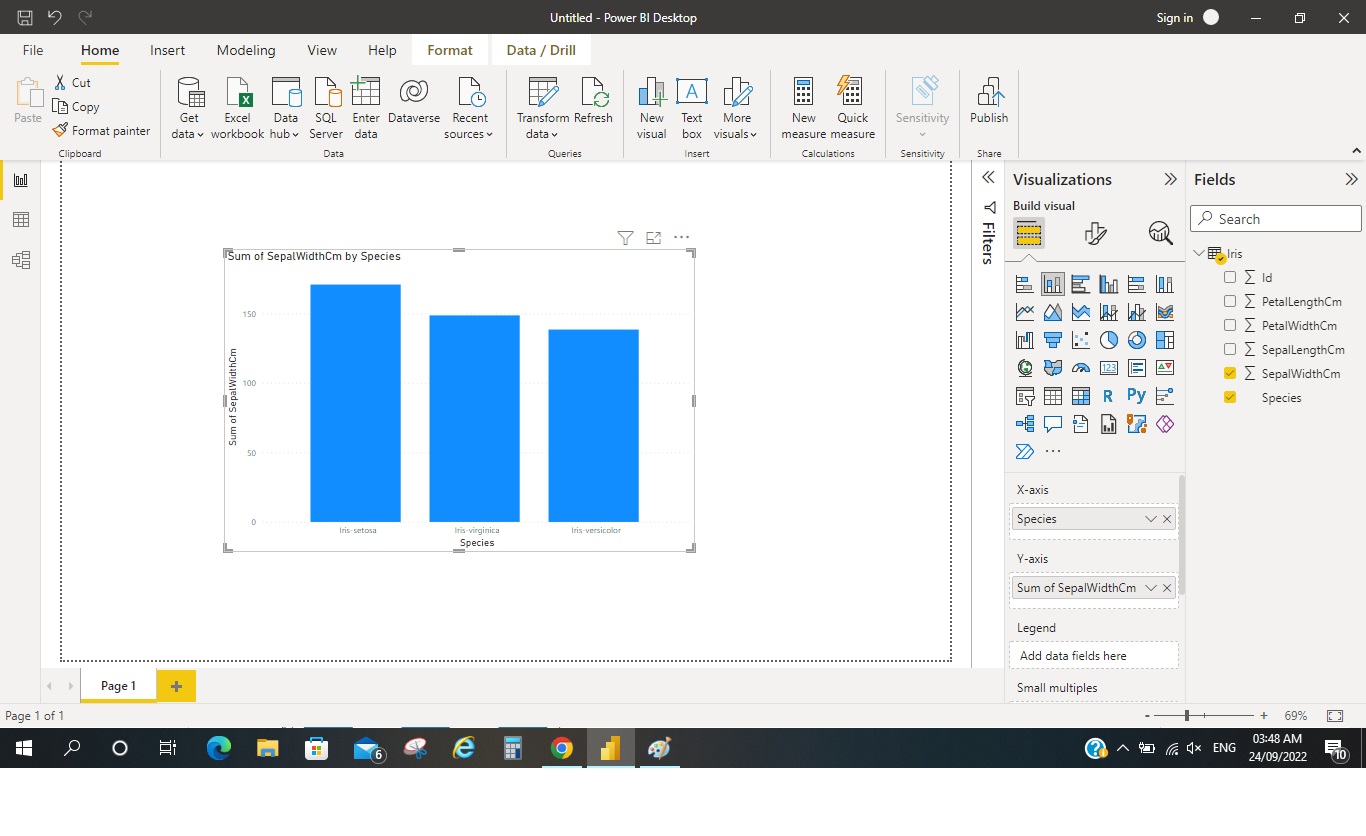 Untitled - Power BI Desktop
Sign in
File Home Insert Modeling View Help Format Data / Drill
Paste
Cut
Copy
Format painter
Clipboard
Get data
Excel workbook
Data hub
SQL Server
Enter data
Dataverse
Recent sources
Data
Transform data
Refresh
Queries
New visual
Text box
More visuals
Insert
New measure
Quick measure
Calculations
Sensitivity
Sensitivity
Publish
Share
Sum of SepalWidthCm by Species
150
100
50
0
Sum of SepalWidthCm
Iris-setosa Iris-virginica Iris-versicolor
Species
Filters
Visualizations
Build visual
123
R
Py
X-axis
Species
Y-axis
Sum of SepalWidthCm
Legend
Add data fields here
Small multiples
Fields
Search
Iris
Id
PetalLengthCm
PetalWidthCm
SepalLengthCm
SepalWidthCm
Species
Page 1
Page 1 of 1
- + 69%
6
ENG
03:48 AM
24/09/2022
10